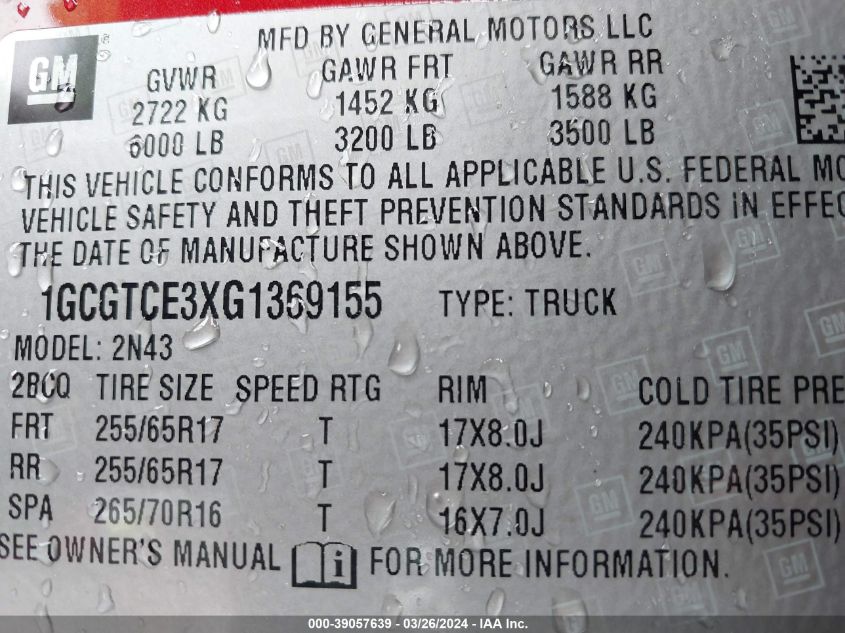 MFD BY GENERAL MOTORS LLC
GM
GVWR GAWR FRT GAWR RR
2722 KG 1452 KG 1588 KG
6000 LB 3200 LB 3500 LB
THIS VEHICLE CONFORMS TO ALL APPLICABLE U.S. FEDERAL MO
VEHICLE SAFETY AND THEFT PREVENTION STANDARDS IN EFFEC
THE DATE OF MANUFACTURE SHOWN ABOVE.
1GCGTCE3XG1369155 TYPE: TRUCK
MODEL: 2N43
2BCQ TIRE SIZE SPEED RTG RIM COLD TIRE PRE
FRT 255/65R17 T 17X8.0J 240KPA(35PSI)
RR 255/65R17 T 17X8.0J 240KPA(35PSI)
SPA 265/70R16 T 16X7.0J 240KPA(35PSI)
SEE OWNER'S MANUAL i FOR MORE INFORMATION.
000-39057639 - 03/26/2024 - IAA Inc.